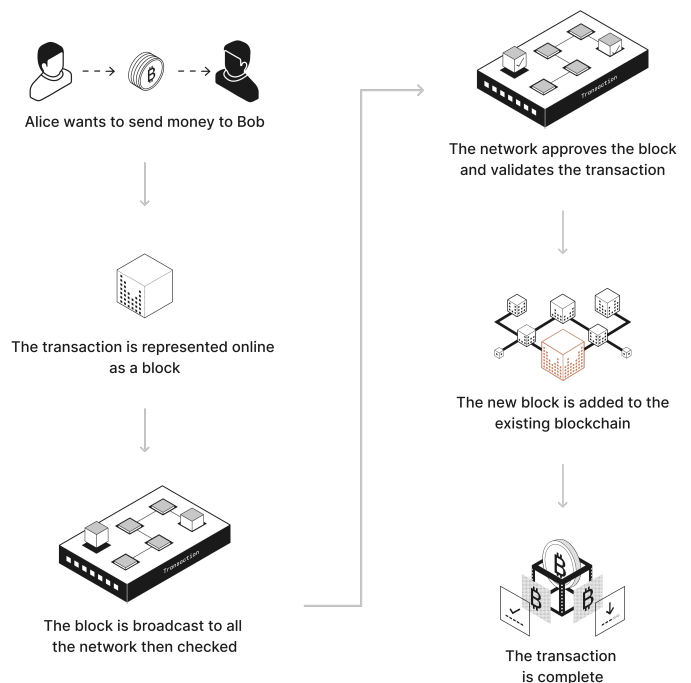 Alice wants to send money to Bob
The transaction is represented online
as a block
Transaction
The block is broadcast to all
the network then checked
Transaction
The network approves the block
and validates the transaction
The new block is added to the
existing blockchain
The transaction
is complete